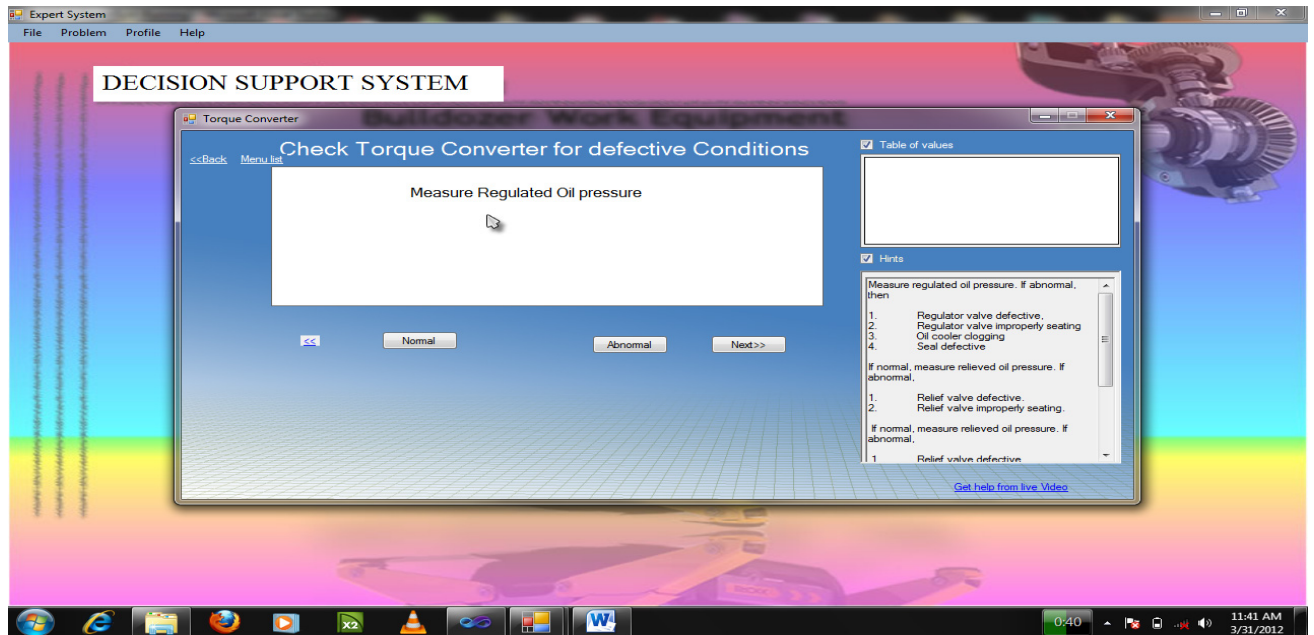 Expert System
File Problem Profile Help
DECISION SUPPORT SYSTEM
Bulldozer Work Equipment
Torque Converter
<<Back Menu list
Check Torque Converter for defective Conditions
Measure Regulated Oil pressure
<< Normal Abnormal Next>>
Table of values
Hints
Measure regulated oil pressure. If abnormal,
then
1. Regulator valve defective,
2. Regulator valve improperly seating
3. Oil cooler clogging
4. Seal defective
If normal, measure relieved oil pressure. If
abnormal,
1. Relief valve defective.
2. Relief valve improperly seating.
If normal, measure relieved oil pressure. If
abnormal,
1 Relief valve defective
Get help from live Video
X2
0:40
11:41 AM
3/31/2012